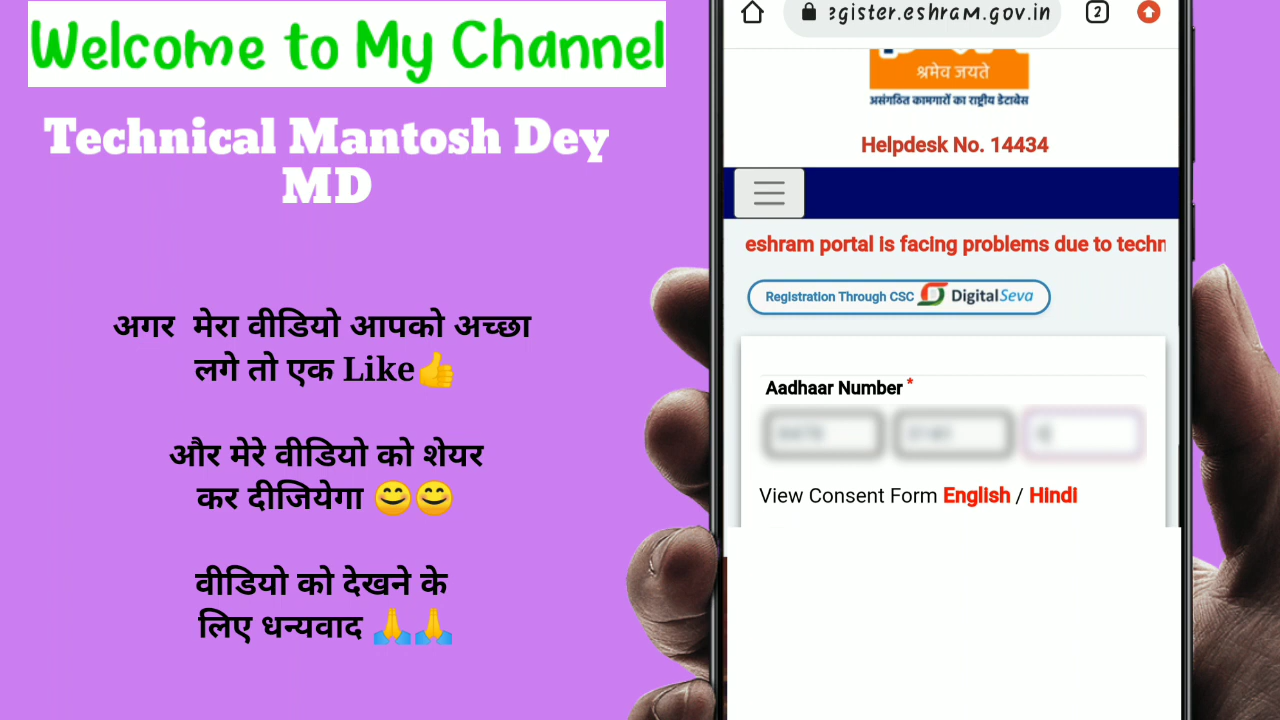 Welcome to My Channel
Technical Mantosh Dey
MD
अगर मेरा वीडियो आपको अच्छा
लगे तो एक Like👍
और मेरे वीडियो को शेयर
कर दीजियेगा 😊😊
वीडियो को देखने के
लिए धन्यवाद 🙏🙏
egister.eshram.gov.in
2
श्रमेव जयते
असंगठित कामगारों का राष्ट्रीय डेटाबेस
Helpdesk No. 14434
eshram portal is facing problems due to techn
Registration Through CSC DigitalSeva
Aadhaar Number *
View Consent Form English / Hindi